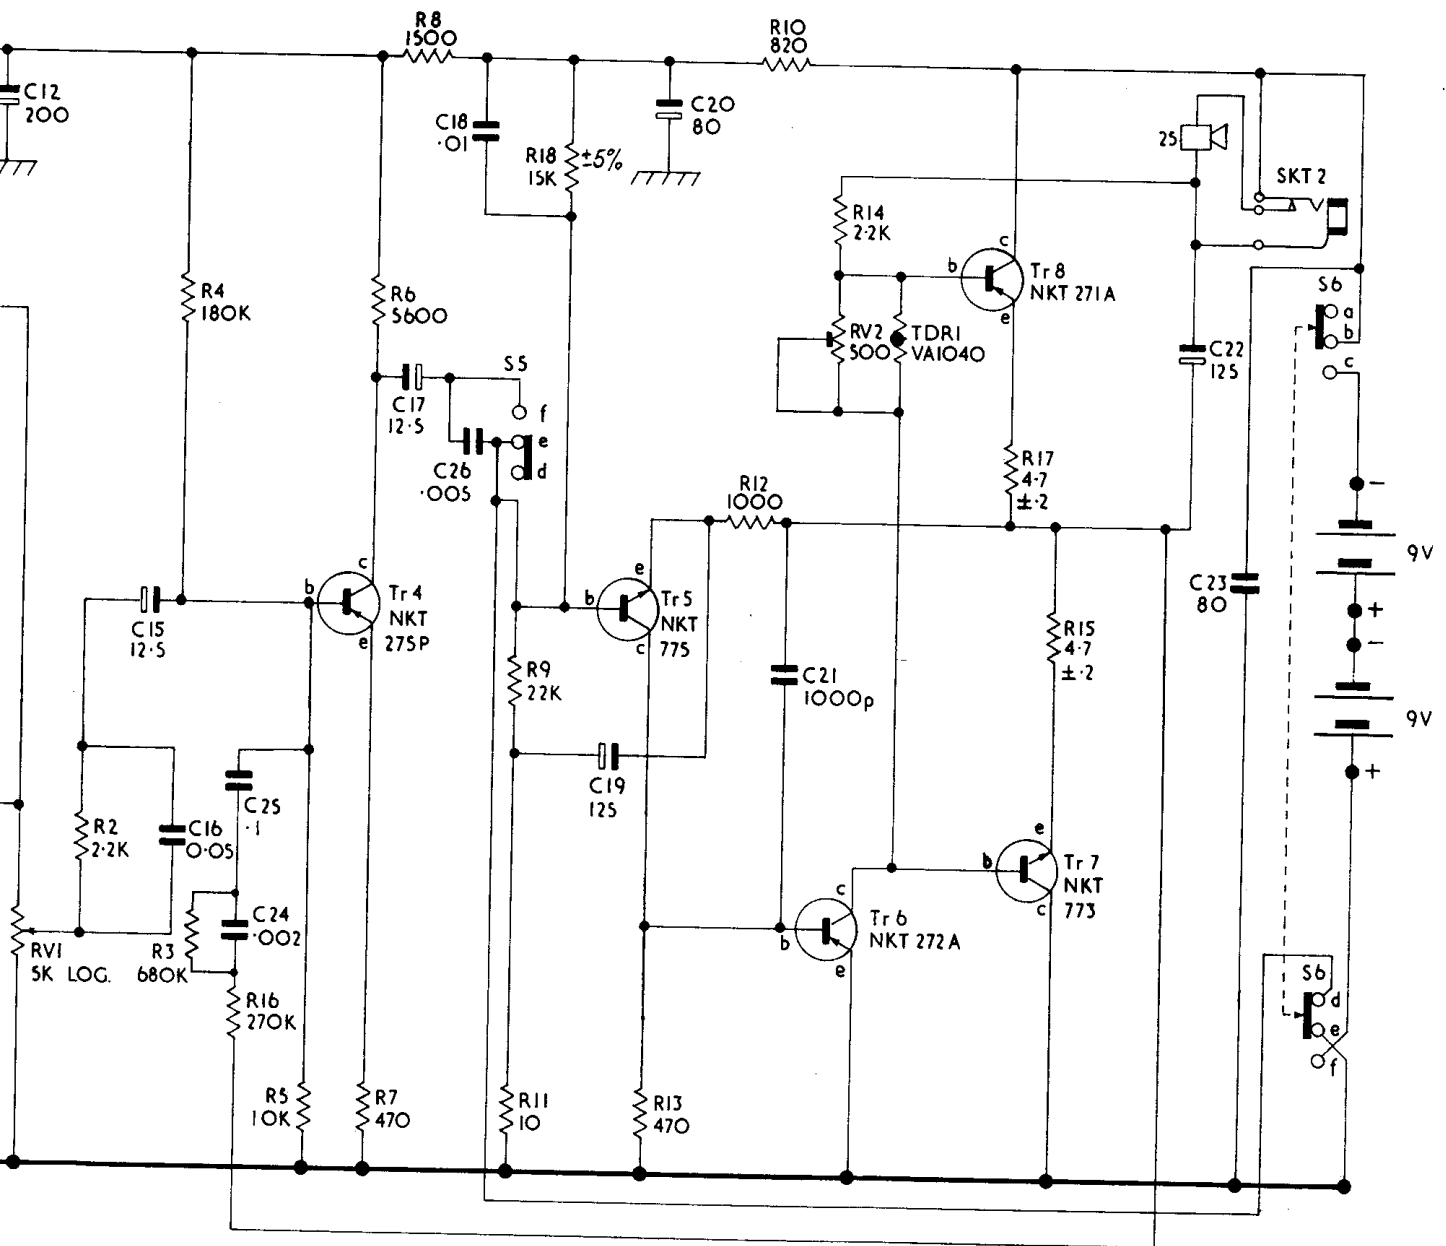 R8
1500
R10
820
C12
200
C18
.01
R18
15K
±5%
C20
80
25
SKT 2
R14
2.2K
c
b
e
Tr 8
NKT 271A
R4
180K
R6
5600
RV2
500
TDR1
VA1040
C22
125
S6
a
b
c
S5
f
e
d
C17
12.5
C26
.005
R12
1000
R17
4.7
±.2
-
9V
+
-
9V
+
C15
12.5
b
c
e
Tr 4
NKT
275P
e
b
c
Tr 5
NKT
775
C23
80
R15
4.7
±.2
R9
22K
C21
1000p
C19
125
R2
2.2K
C16
0.05
C25
.1
e
b
c
Tr 7
NKT
773
c
b
e
Tr 6
NKT 272A
RV1
5K LOG.
R3
680K
C24
.002
R16
270K
S6
d
e
f
R5
10K
R7
470
R11
10
R13
470